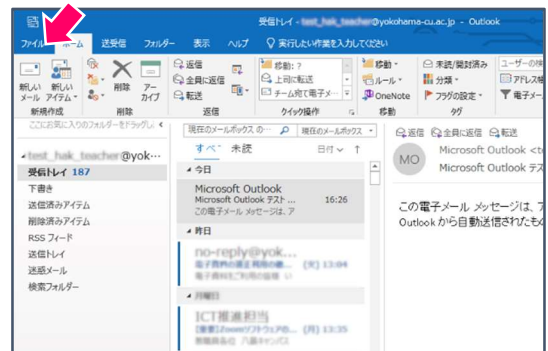 受信トレイ - @yokohama-cu.ac.jp - Outlook
ファイル ホーム 送受信 フォルダー 表示 ヘルプ 実行したい作業を入力してください
新しい メール
新しい アイテム
削除
アー カイブ
返信
全員に返信
転送
移動: ?
上司に転送
チーム宛て電子メ…
移動
ルール
OneNote
未読/開封済み
分類
フラグの設定
ユーザーの検
アドレス帳
電子メー
新規作成 削除 返信 クイック操作 移動 タグ
ここにお気に入りのフォルダーをドラッグし
@yok…
受信トレイ 187
下書き
送信済みアイテム
削除済みアイテム
RSS フィード
送信トレイ
迷惑メール
検索フォルダー
現在のメールボックス の… 現在のメールボックス
すべて 未読 日付 ↑
今日
Microsoft Outlook
Microsoft Outlook テスト ... 16:26
この電子メール メッセージは、ア
昨日
no-reply@yok...
(火) 13:04
月曜日
ICT推進担当
(月) 13:35
返信 全員に返信 転送
MO
Microsoft Outlook <t
Microsoft Outlook テス
この電子メール メッセージは、ア
Outlook から自動送信されたもの